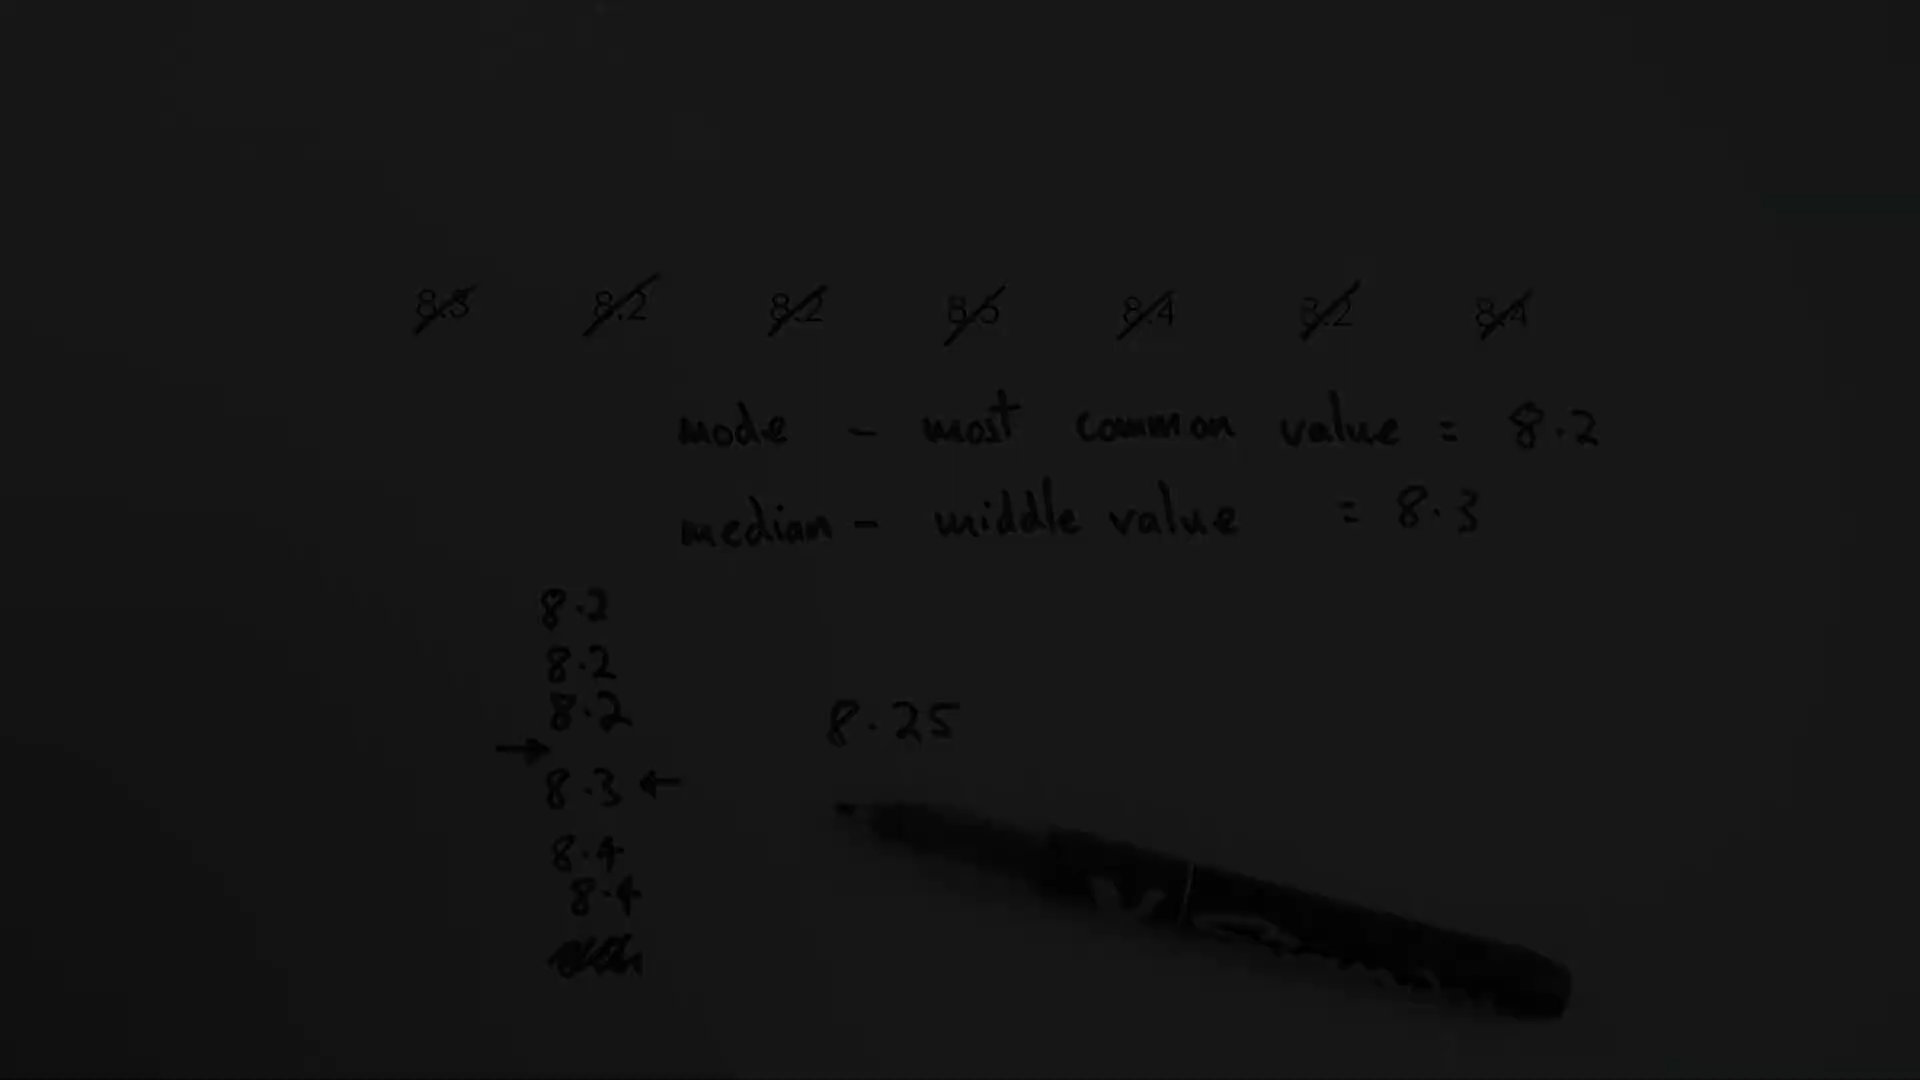 8.3 8.2 8.2 8.5 8.4 8.2 8.4
mode - most common value = 8.2
median - middle value = 8.3
8.2
8.2
8.2
8.25
→
8.3 ←
8.4
8.4